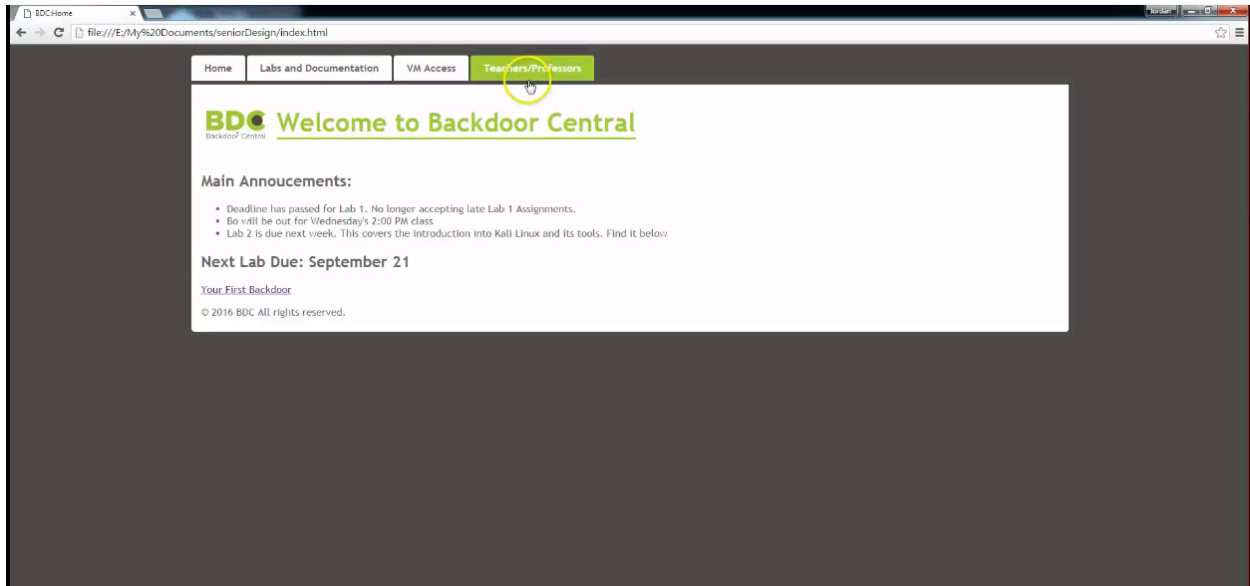 BDC:Home
Jordan
file:///E:/My%20Documents/seniorDesign/index.html
Home Labs and Documentation VM Access Teachers/Professors
BDC Welcome to Backdoor Central
Backdoor Central
Main Annoucements:
Deadline has passed for Lab 1. No longer accepting late Lab 1 Assignments.
Bo will be out for Wednesday's 2:00 PM class
Lab 2 is due next week. This covers the introduction into Kali Linux and its tools. Find it below
Next Lab Due: September 21
Your First Backdoor
© 2016 BDC All rights reserved.